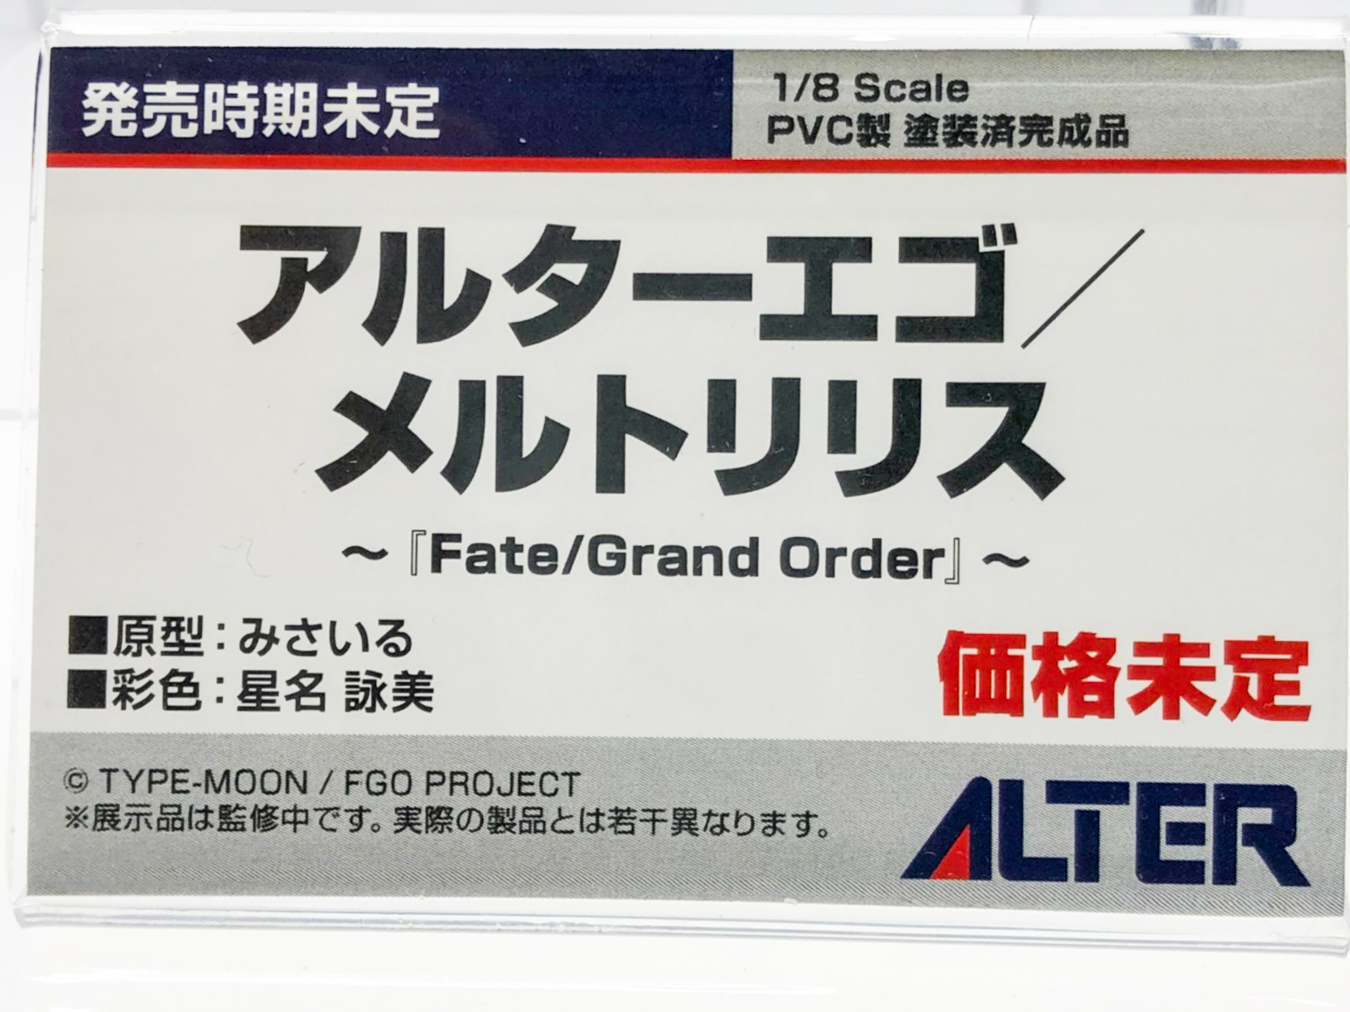 発売時期未定
1/8 Scale
PVC製 塗装済完成品
アルターエゴ／
メルトリリス
～『Fate/Grand Order』～
■原型：みさいる
■彩色：星名 詠美
価格未定
© TYPE-MOON / FGO PROJECT
※展示品は監修中です。実際の製品とは若干異なります。
ALTER